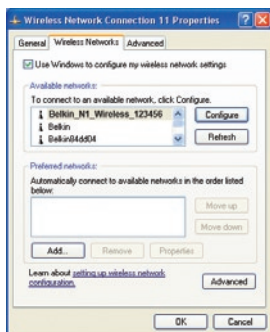 Wireless Network Connection 11 Properties
General Wireless Networks Advanced
Use Windows to configure my wireless network settings
Available networks:
To connect to an available network, click Configure.
Belkin_N1_Wireless_123456
Configure
Belkin
Refresh
Belkin84dd04
Preferred networks:
Automatically connect to available networks in the order listed
below:
Move up
Move down
Add... Remove Properties
Learn about setting up wireless network
configuration.
Advanced
OK Cancel